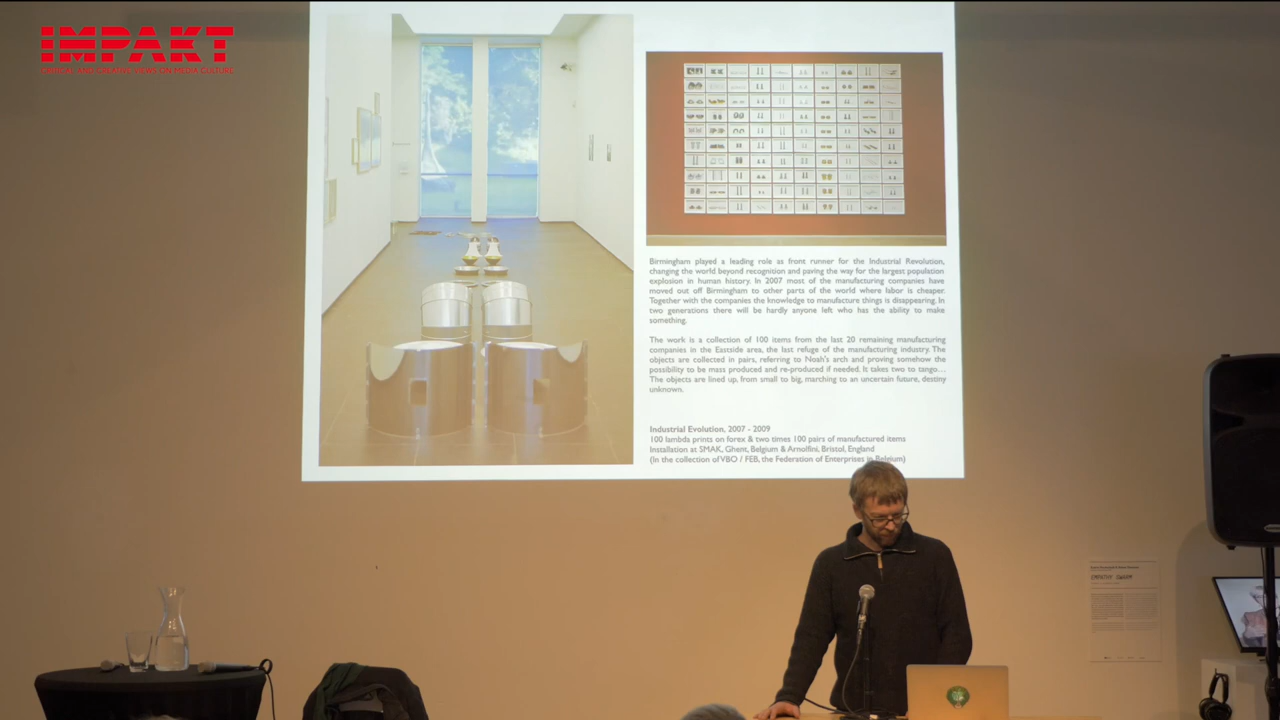 IMPAKT
CRITICAL AND CREATIVE VIEWS ON MEDIA CULTURE
Birmingham played a leading role as front runner for the Industrial Revolution,
changing the world beyond recognition and paving the way for the largest population
explosion in human history. In 2007 most of the manufacturing companies have
moved out off Birmingham to other parts of the world where labor is cheaper.
Together with the companies the knowledge to manufacture things is disappearing. In
two generations there will be hardly anyone left who has the ability to make
something.
The work is a collection of 100 items from the last 20 remaining manufacturing
companies in the Eastside area, the last refuge of the manufacturing industry. The
objects are collected in pairs, referring to Noah's arch and proving somehow the
possibility to be mass produced and re-produced if needed. It takes two to tango...
The objects are lined up, from small to big, marching to an uncertain future, destiny
unknown.
Industrial Evolution, 2007 - 2009
100 lambda prints on forex & two times 100 pairs of manufactured items
Installation at SMAK, Ghent, Belgium & Arnolfini, Bristol, England
(In the collection of VBO / FEB, the Federation of Enterprises in Belgium)
EMPATHY SWARM